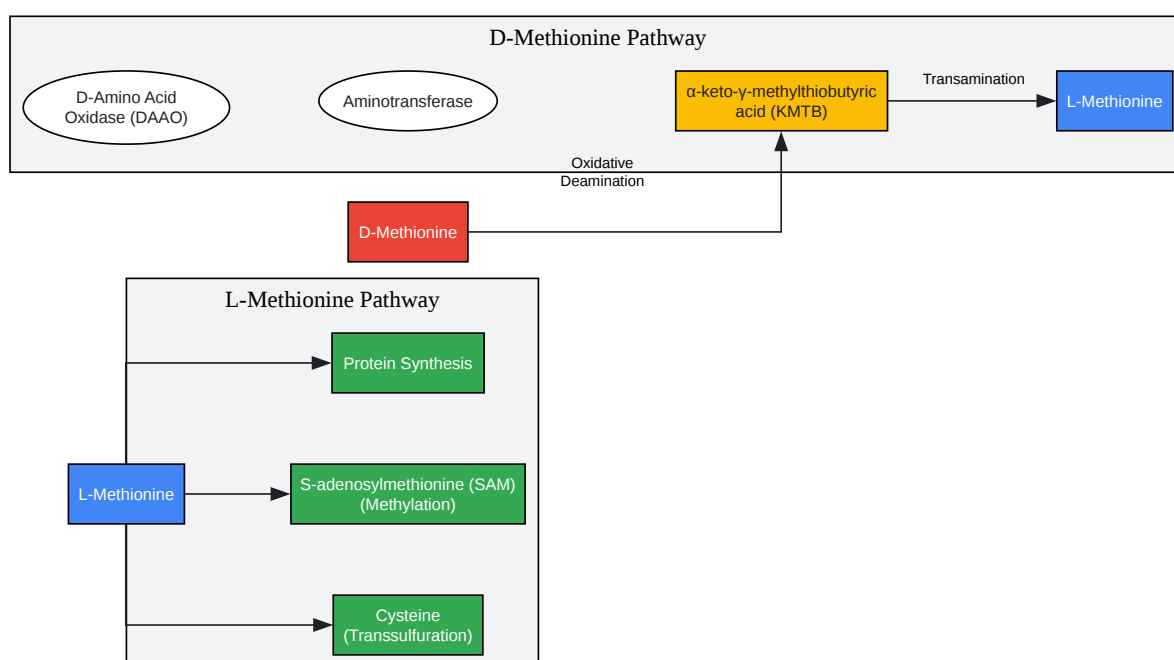 D-Methionine Pathway
D-Amino Acid
Oxidase (DAAO)
Aminotransferase
α-keto-γ-methylthiobutyric
acid (KMTB)
Transamination
L-Methionine
Oxidative
Deamination
D-Methionine
L-Methionine Pathway
Protein Synthesis
L-Methionine
S-adenosylmethionine (SAM)
(Methylation)
Cysteine
(Transsulfuration)